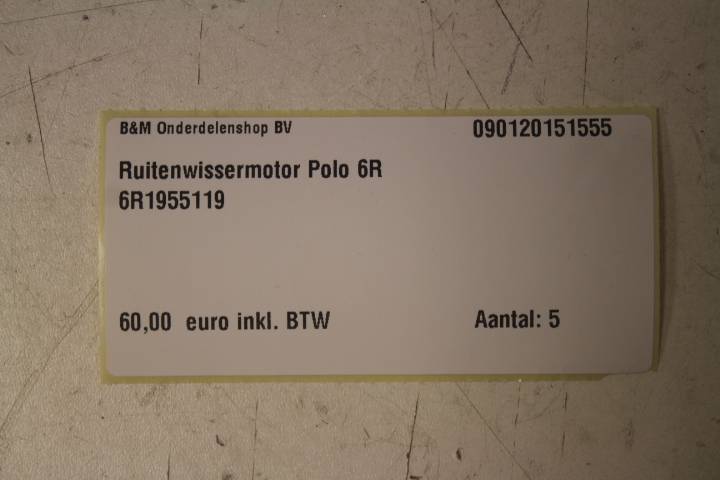 B&M Onderdelenshop BV 090120151555
Ruitenwissermotor Polo 6R
6R1955119
60,00 euro inkl. BTW Aantal: 5